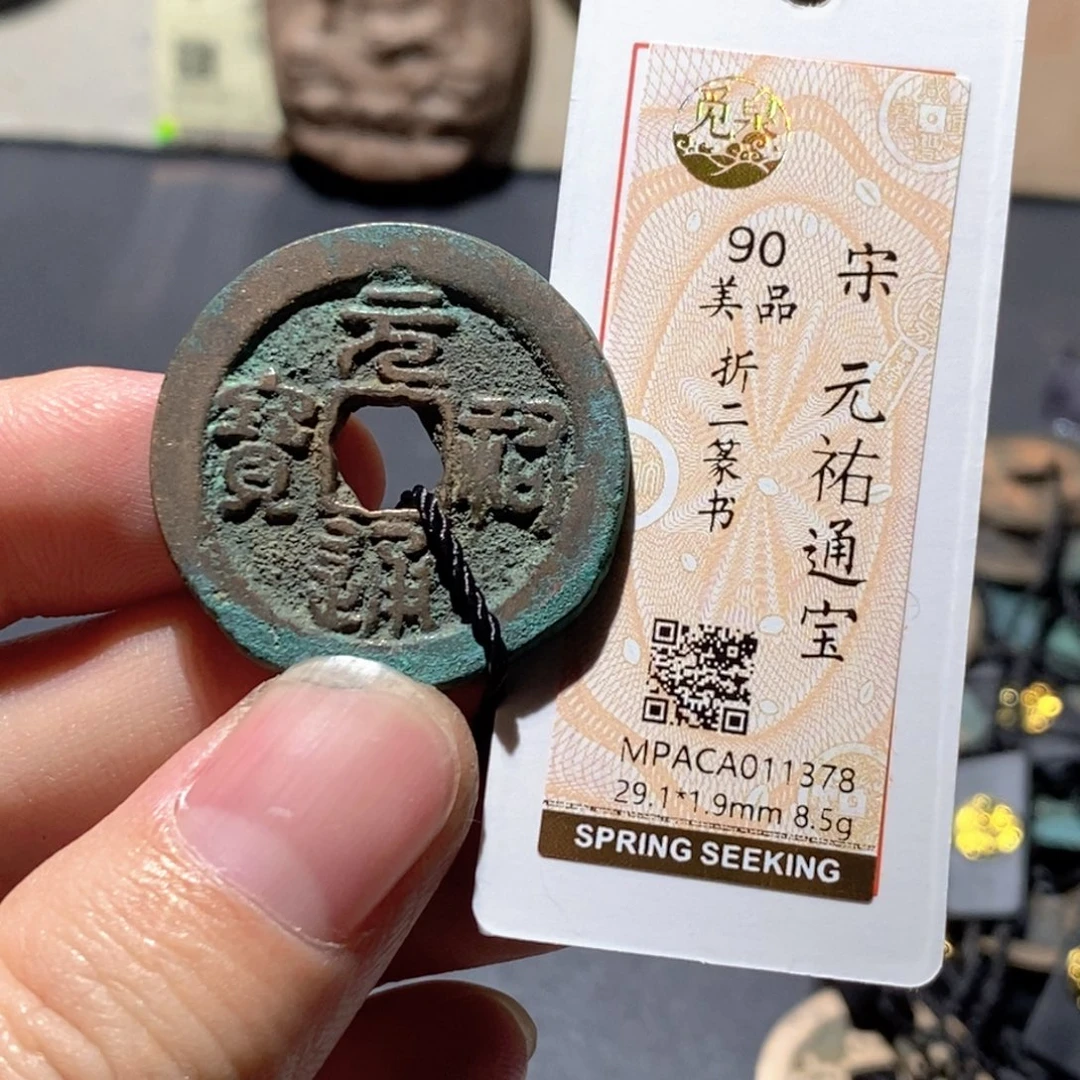 元祐通寶
觅泉
宋 元祐通宝
90
美品
折二篆书
MPACA011378
29.1*1.9mm 8.5g
SPRING SEEKING